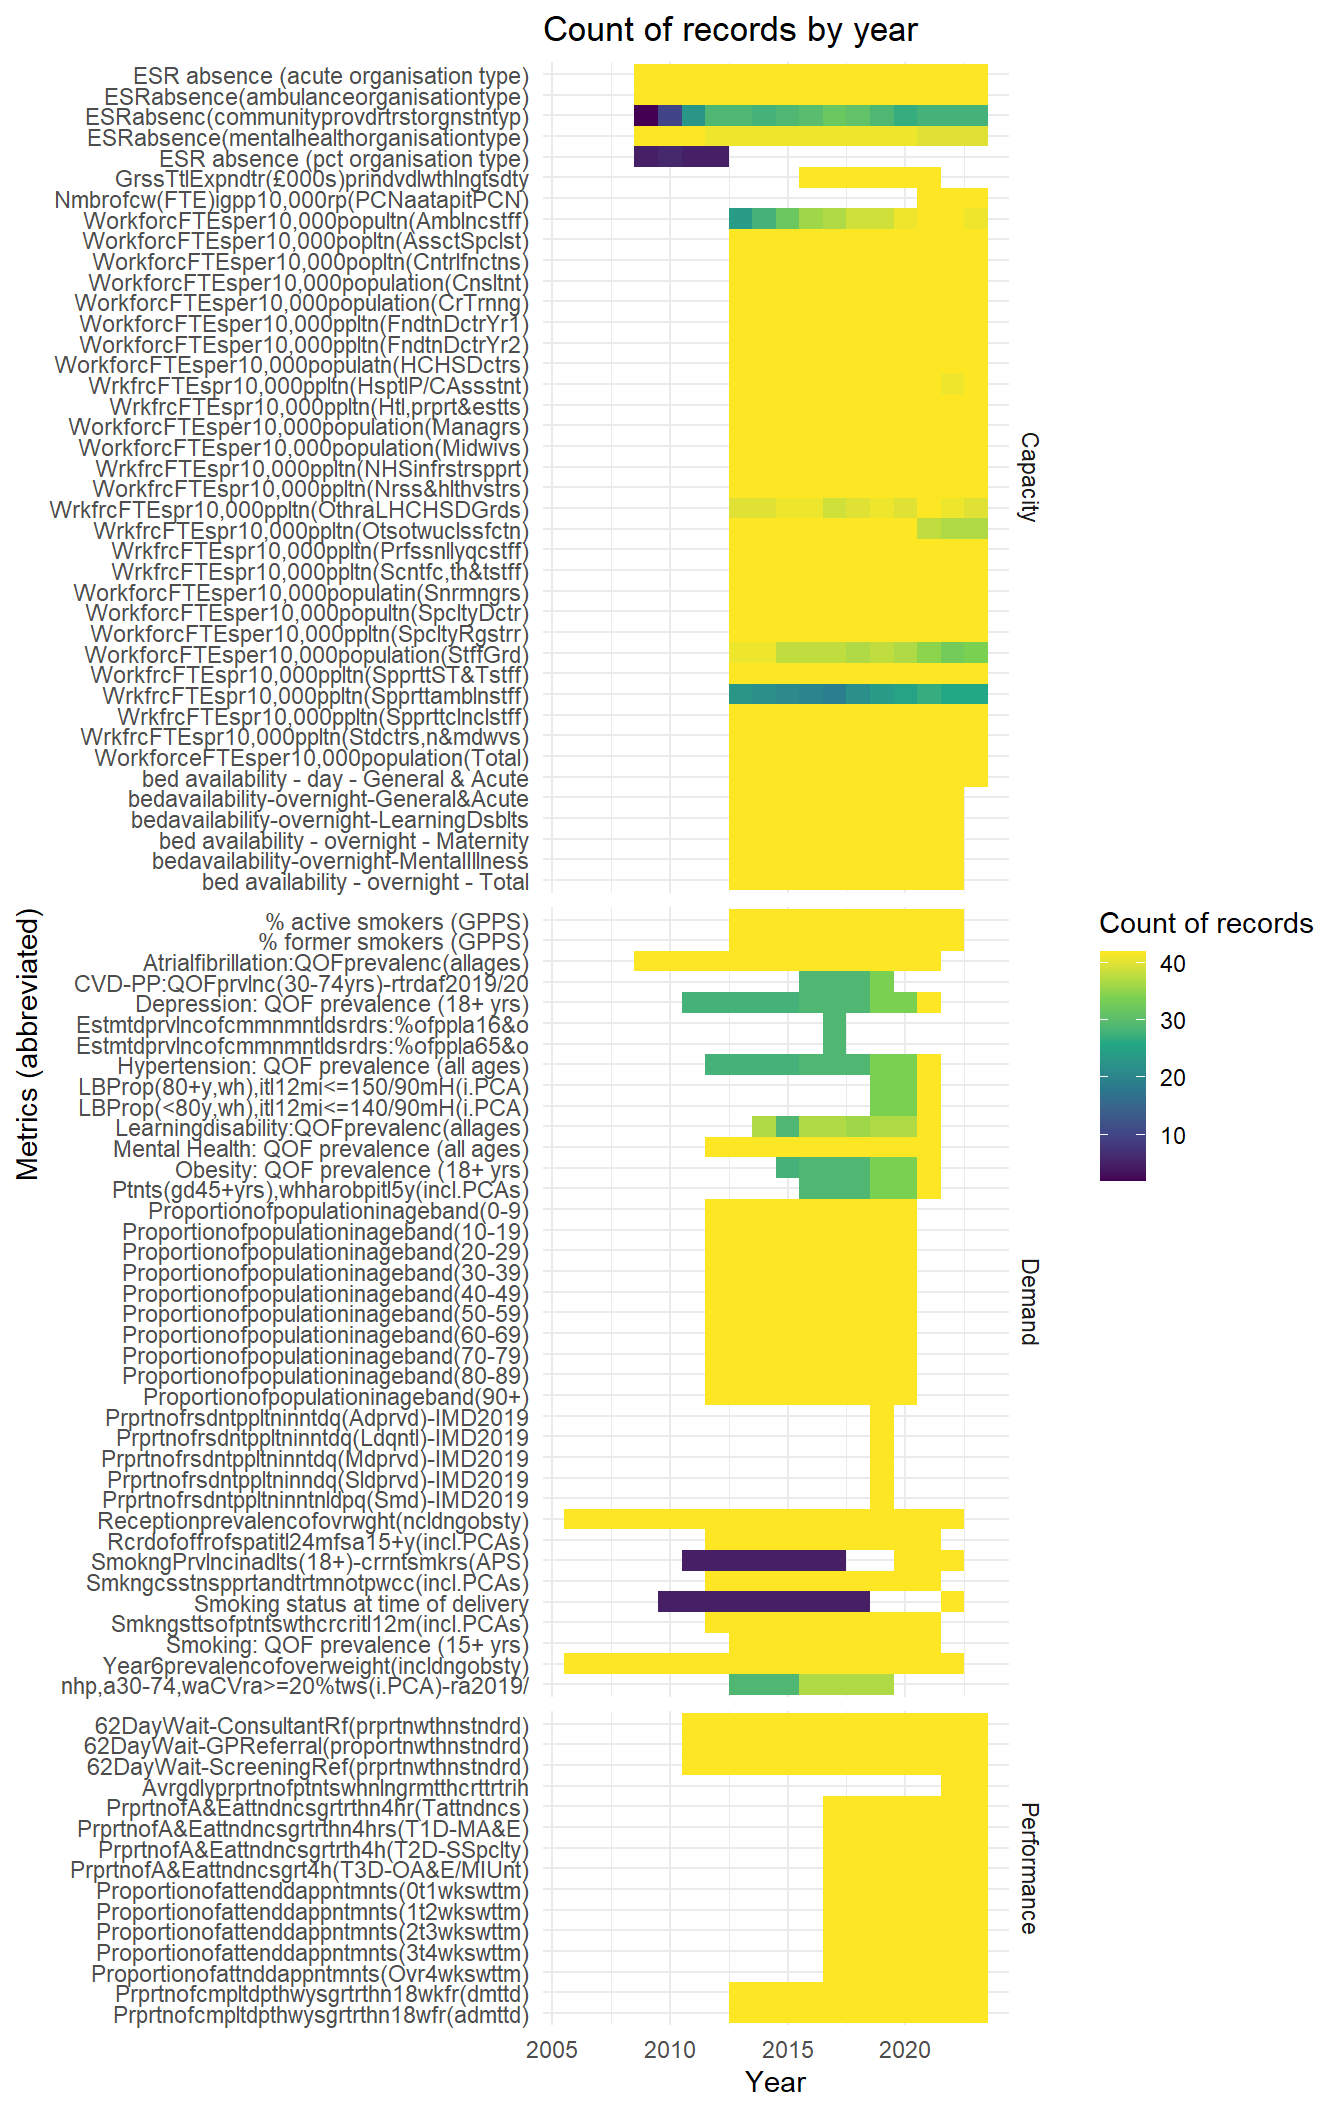 Count of records by year
ESR absence (acute organisation type)
ESRabsence(ambulanceorganisationtype)
ESRabsenc(communityprovdrtrstorgnstntyp)
ESRabsence(mentalhealthorganisationtype)
ESR absence (pct organisation type)
GrssTtlExpndtr(£000s)prindvdlwthlngtsdty
Nmbrofcw(FTE)igpp10,000rp(PCNaatapitPCN)
WorkforcFTEsper10,000popultn(Amblncstff)
WorkforcFTEsper10,000popltn(AssctSpclst)
WorkforcFTEsper10,000popltn(Cntrlfnctns)
WorkforcFTEsper10,000population(Cnsltnt)
WorkforcFTEsper10,000population(CrTrnng)
WorkforcFTEsper10,000ppltn(FndtnDctrYr1)
WorkforcFTEsper10,000ppltn(FndtnDctrYr2)
WorkforcFTEsper10,000populatn(HCHSDctrs)
WrkfrcFTEspr10,000ppltn(HsptlP/CAssstnt)
WrkfrcFTEspr10,000ppltn(Htl,prprt&estts)
WorkforcFTEsper10,000population(Managrs)
WorkforcFTEsper10,000population(Midwivs)
WrkfrcFTEspr10,000ppltn(NHSinfrstrspprt)
WorkforcFTEsper10,000ppltn(Nrss&hlthvstrs)
WrkfrcFTEspr10,000ppltn(OthraLHCHSDGrds)
WrkfrcFTEspr10,000ppltn(Otsotwuclssfctn)
WrkfrcFTEspr10,000ppltn(Prfssnllyqcstff)
WrkfrcFTEspr10,000ppltn(Scntfc,th&tstff)
WorkforcFTEsper10,000populatin(Snrmngrs)
WorkforcFTEsper10,000popultn(SpcltyDctr)
WorkforcFTEsper10,000ppltn(SpcltyRgstrr)
WorkforcFTEsper10,000population(StffGrd)
WorkforcFTEsper10,000ppltn(SpprttST&Tstff)
WrkfrcFTEspr10,000ppltn(Spprttamblnstff)
WrkfrcFTEspr10,000ppltn(Spprttclnclstff)
WrkfrcFTEspr10,000ppltn(Stdctrs,n&mdwvs)
WorkforceFTEsper10,000population(Total)
bed availability - day - General & Acute
bedavailability-overnight-General&Acute
bedavailability-overnight-LearningDsblts
bed availability - overnight - Maternity
bedavailability-overnight-MentalIllness
bed availability - overnight - Total
Capacity
% active smokers (GPPS)
% former smokers (GPPS)
Atrialfibrillation:QOFprevalenc(allages)
CVD-PP:QOFprvlnc(30-74yrs)-rtrdaf2019/20
Depression: QOF prevalence (18+ yrs)
Estmtdprvlncofcmmnmntldsrdrs:%ofppla16&o
Estmtdprvlncofcmmnmntldsrdrs:%ofppla65&o
Hypertension: QOF prevalence (all ages)
LBProp(80+y,wh),itl12mi<=150/90mH(i.PCA)
LBProp(<80y,wh),itl12mi<=140/90mH(i.PCA)
Learningdisability:QOFprevalenc(allages)
Mental Health: QOF prevalence (all ages)
Obesity: QOF prevalence (18+ yrs)
Ptnts(gd45+yrs),whharobpitl5y(incl.PCAs)
Proportionofpopulationinageband(0-9)
Proportionofpopulationinageband(10-19)
Proportionofpopulationinageband(20-29)
Proportionofpopulationinageband(30-39)
Proportionofpopulationinageband(40-49)
Proportionofpopulationinageband(50-59)
Proportionofpopulationinageband(60-69)
Proportionofpopulationinageband(70-79)
Proportionofpopulationinageband(80-89)
Proportionofpopulationinageband(90+)
Prprtnofrsdntppltninntdq(Adprvd)-IMD2019
Prprtnofrsdntppltninntdq(Ldqntl)-IMD2019
Prprtnofrsdntppltninntdq(Mdprvd)-IMD2019
Prprtnofrsdntppltninndq(Sldprvd)-IMD2019
Prprtnofrsdntppltninntnldpq(Smd)-IMD2019
Receptionprevalencofovrwght(ncldngobsty)
Rcrdofoffrofspatitl24mfsa15+y(incl.PCAs)
SmokngPrvlncinadlts(18+)-crrntsmkrs(APS)
Smkngcsstnspprtandtrtmnotpwcc(incl.PCAs)
Smoking status at time of delivery
Smkngsttsofptntswthcrcritl12m(incl.PCAs)
Smoking: QOF prevalence (15+ yrs)
Year6prevalencofoverweight(incldngobsty)
nhp,a30-74,waCVra>=20%tws(i.PCA)-ra2019/
Demand
62DayWait-ConsultantRf(prprtnwthnstndrd)
62DayWait-GPReferral(proportnwthnstndrd)
62DayWait-ScreeningRef(prprtnwthnstndrd)
Avrgdlyprprtnofptntswhnlngrmtthcrttrtrih
PrprtnofA&Eattndncsgrtrthn4hr(Tattndncs)
PrprtnofA&Eattndncsgrtrthn4hrs(T1D-MA&E)
PrprtnofA&Eattndncsgrtrth4h(T2D-SSpclty)
PrprtnofA&Eattndncsgrt4h(T3D-OA&E/MIUnt)
Proportionofattenddappntmnts(0t1wkswttm)
Proportionofattenddappntmnts(1t2wkswttm)
Proportionofattenddappntmnts(2t3wkswttm)
Proportionofattenddappntmnts(3t4wkswttm)
Proportionofattnddappntmnts(Ovr4wkswttm)
Prprtnofcmpltdpthwysgrtrthn18wkfr(dmttd)
Prprtnofcmpltdpthwysgrtrthn18wfr(admttd)
Performance
2005 2010 2015 2020
Year
Metrics (abbreviated)
Count of records
40
30
20
10